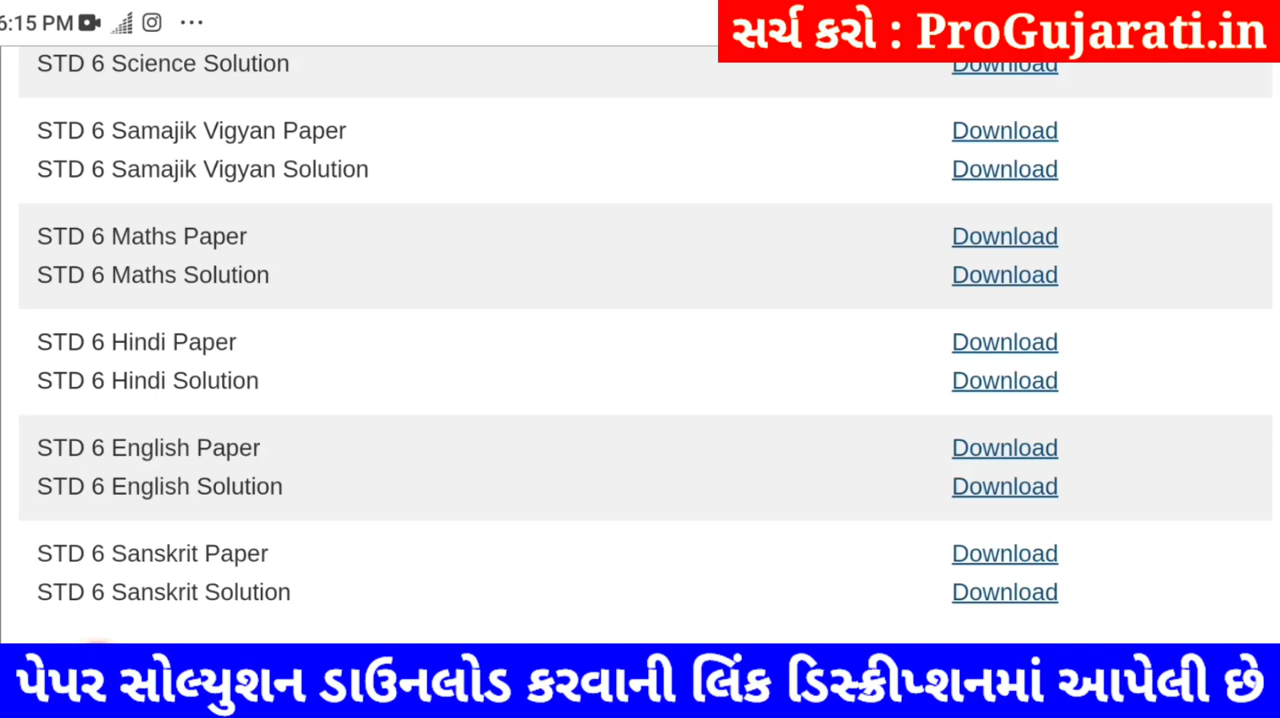 6:15 PM
સર્ચ કરો : ProGujarati.in
STD 6 Science Solution Download
STD 6 Samajik Vigyan Paper Download
STD 6 Samajik Vigyan Solution Download
STD 6 Maths Paper Download
STD 6 Maths Solution Download
STD 6 Hindi Paper Download
STD 6 Hindi Solution Download
STD 6 English Paper Download
STD 6 English Solution Download
STD 6 Sanskrit Paper Download
STD 6 Sanskrit Solution Download
પેપર સોલ્યુશન ડાઉનલોડ કરવાની લિંક ડિસ્ક્રીપ્શનમાં આપેલી છે